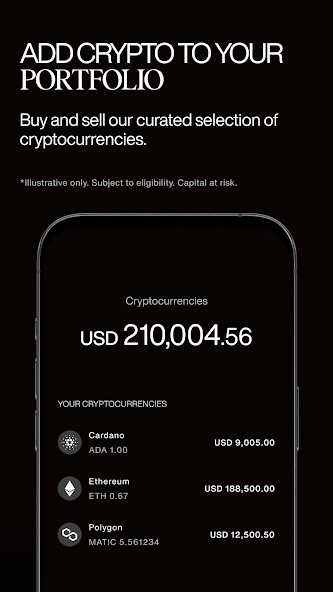 ADD CRYPTO TO YOUR
PORTFOLIO
Buy and sell our curated selection of
cryptocurrencies.
*Illustrative only. Subject to eligibility. Capital at risk.
Cryptocurrencies
USD 210,004.56
YOUR CRYPTOCURRENCIES
Cardano
ADA 1.00
USD 9,005.00
Ethereum
ETH 0.67
USD 188,500.00
Polygon
MATIC 5.561234
USD 12,500.50